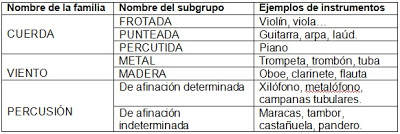 Nombre de la familia Nombre del subgrupo Ejemplos de instrumentos
CUERDA
FROTADA Violín, viola…
PUNTEADA Guitarra, arpa, laúd.
PERCUTIDA Piano
VIENTO
METAL Trompeta, trombón, tuba
MADERA Oboe, clarinete, flauta
PERCUSIÓN
De afinación determinada Xilófono, metalófono,
campanas tubulares.
De afinación Maracas, tambor,
indeterminada castañuela, pandero.